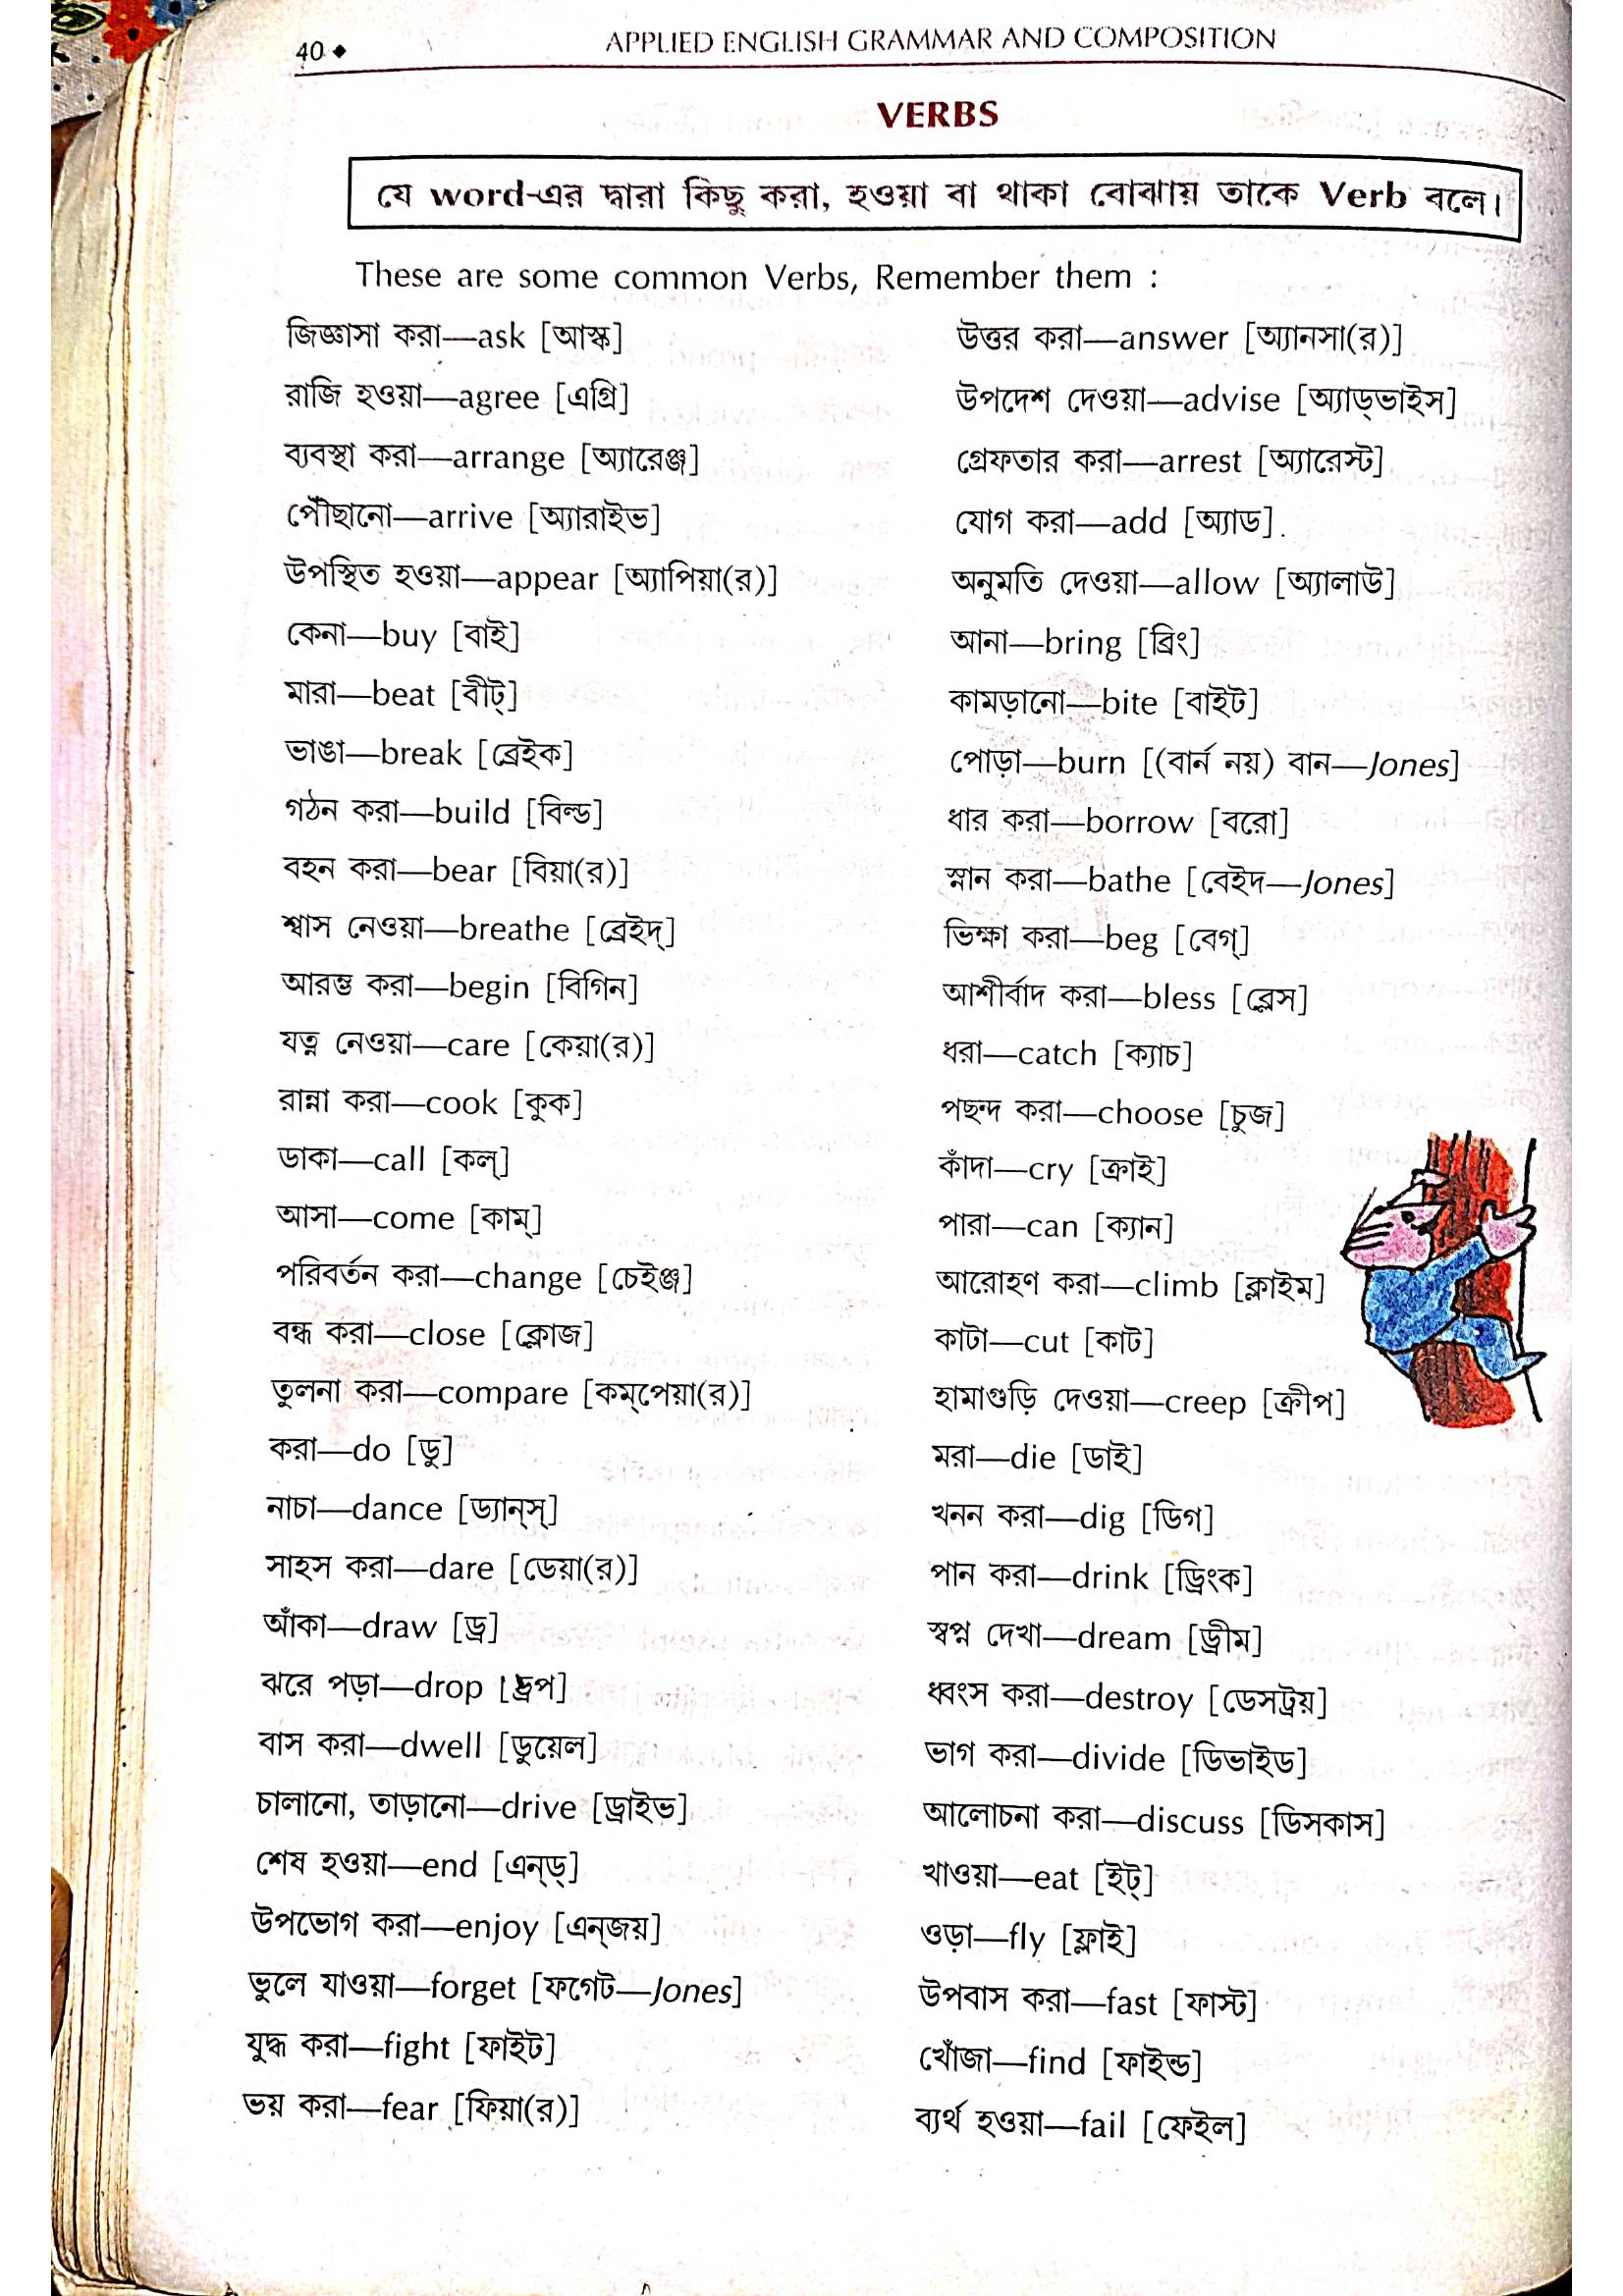 40 ◆
APPLIED ENGLISH GRAMMAR AND COMPOSITION
VERBS
যে word-এর দ্বারা কিছু করা, হওয়া বা থাকা বোঝায় তাকে Verb বলে।
These are some common Verbs, Remember them :
জিজ্ঞাসা করা—ask [আস্ক]
রাজি হওয়া—agree [এগ্রি]
ব্যবস্থা করা—arrange [অ্যারেঞ্জ]
পৌঁছানো—arrive [অ্যারাইভ]
উপস্থিত হওয়া—appear [অ্যাপিয়া(র)]
কেনা—buy [বাই]
মারা—beat [বীট্]
ভাঙা—break [ব্রেইক]
গঠন করা—build [বিল্ড]
বহন করা—bear [বিয়া(র)]
শ্বাস নেওয়া—breathe [ব্রেইদ্]
আরম্ভ করা—begin [বিগিন]
যত্ন নেওয়া—care [কেয়া(র)]
রান্না করা—cook [কুক]
ডাকা—call [কল্]
আসা—come [কাম্]
পরিবর্তন করা—change [চেইঞ্জ]
বন্ধ করা—close [ক্লোজ]
তুলনা করা—compare [কম্পেয়া(র)]
করা—do [ডু]
নাচা—dance [ড্যান্স্]
সাহস করা—dare [ডেয়া(র)]
আঁকা—draw [ড্র]
ঝরে পড়া—drop [ড্রপ]
বাস করা—dwell [ডুয়েল]
চালানো, তাড়ানো—drive [ড্রাইভ]
শেষ হওয়া—end [এন্ড্]
উপভোগ করা—enjoy [এন্জয়]
ভুলে যাওয়া—forget [ফগেট—Jones]
যুদ্ধ করা—fight [ফাইট]
ভয় করা—fear [ফিয়া(র)]
উত্তর করা—answer [অ্যানসা(র)]
উপদেশ দেওয়া—advise [অ্যাড্ভাইস]
গ্রেফতার করা—arrest [অ্যারেস্ট]
যোগ করা—add [অ্যাড].
অনুমতি দেওয়া—allow [অ্যালাউ]
আনা—bring [ব্রিং]
কামড়ানো—bite [বাইট]
পোড়া—burn [(বার্ন নয়) বান—Jones]
ধার করা—borrow [বরো]
স্নান করা—bathe [বেইদ—Jones]
ভিক্ষা করা—beg [বেগ্]
আশীর্বাদ করা—bless [ব্লেস]
ধরা—catch [ক্যাচ]
পছন্দ করা—choose [চুজ]
কাঁদা—cry [ক্রাই]
পারা—can [ক্যান]
আরোহণ করা—climb [ক্লাইম]
কাটা—cut [কাট]
হামাগুড়ি দেওয়া—creep [ক্রীপ]
মরা—die [ডাই]
খনন করা—dig [ডিগ]
পান করা—drink [ড্রিংক]
স্বপ্ন দেখা—dream [ড্রীম]
ধ্বংস করা—destroy [ডেসট্রয়]
ভাগ করা—divide [ডিভাইড]
আলোচনা করা—discuss [ডিসকাস]
খাওয়া—eat [ইট্]
ওড়া—fly [ফ্লাই]
উপবাস করা—fast [ফাস্ট]
খোঁজা—find [ফাইন্ড]
ব্যর্থ হওয়া—fail [ফেইল]